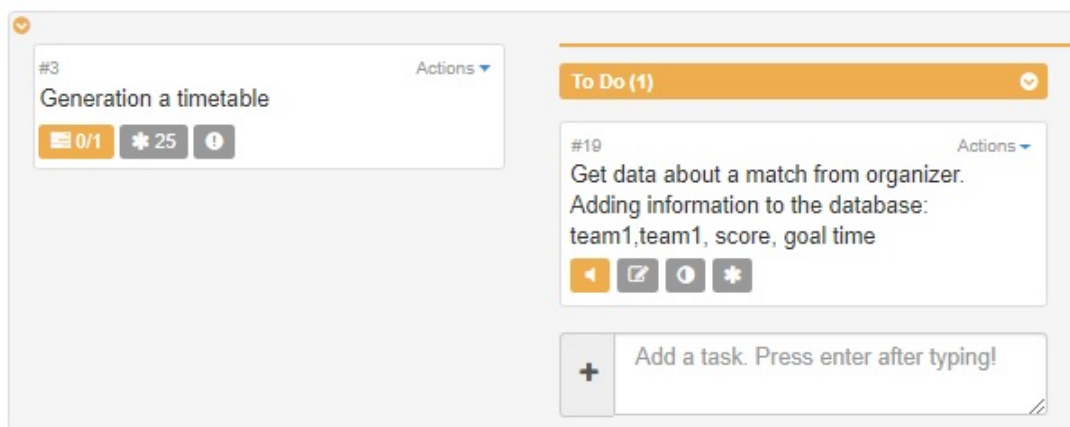 #3 Actions
Generation a timetable
0/1 25
To Do (1)
#19 Actions
Get data about a match from organizer.
Adding information to the database:
team1,team1, score, goal time
Add a task. Press enter after typing!